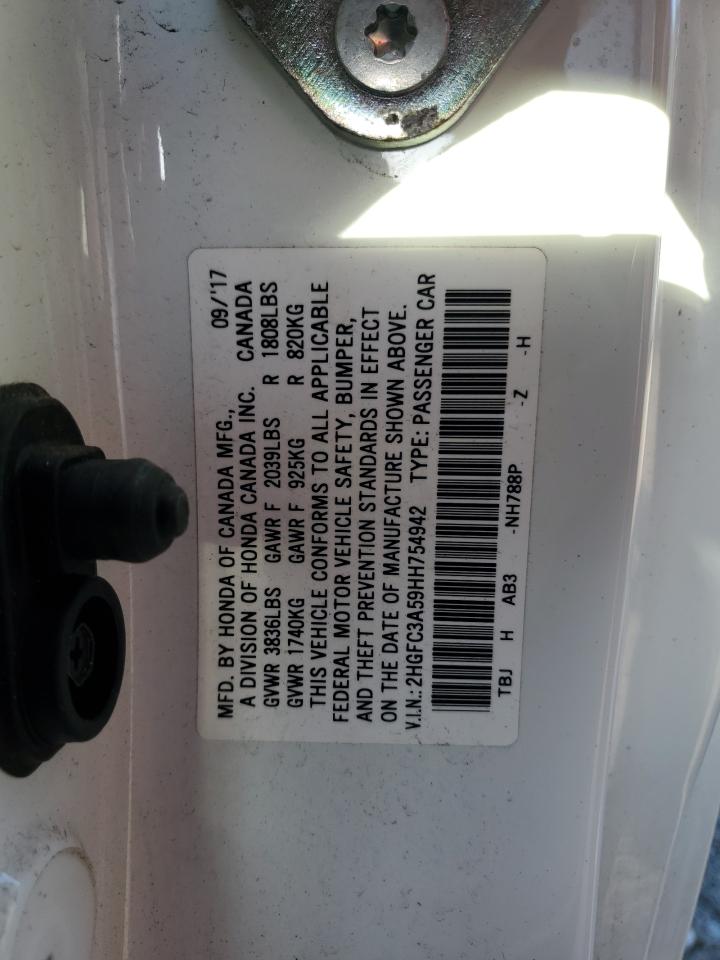 MFD. BY HONDA OF CANADA MFG., 09/'17
A DIVISION OF HONDA CANADA INC. CANADA
GVWR 3836LBS GAWR F 2039LBS R 1808LBS
GVWR 1740KG GAWR F 925KG R 820KG
THIS VEHICLE CONFORMS TO ALL APPLICABLE
FEDERAL MOTOR VEHICLE SAFETY, BUMPER,
AND THEFT PREVENTION STANDARDS IN EFFECT
ON THE DATE OF MANUFACTURE SHOWN ABOVE.
V.I.N.: 2HGFC3A59HH754942 TYPE: PASSENGER CAR
TBJ H AB3 -NH788P -Z -H